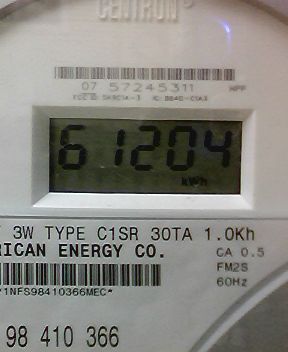 CENTRON®
07 57245311
61204
kWh
3W TYPE C1SR 30TA 1.0Kh
RICAN ENERGY CO.
CA 0.5
FM2S
60Hz
1NFS98410366MEC*
98 410 366